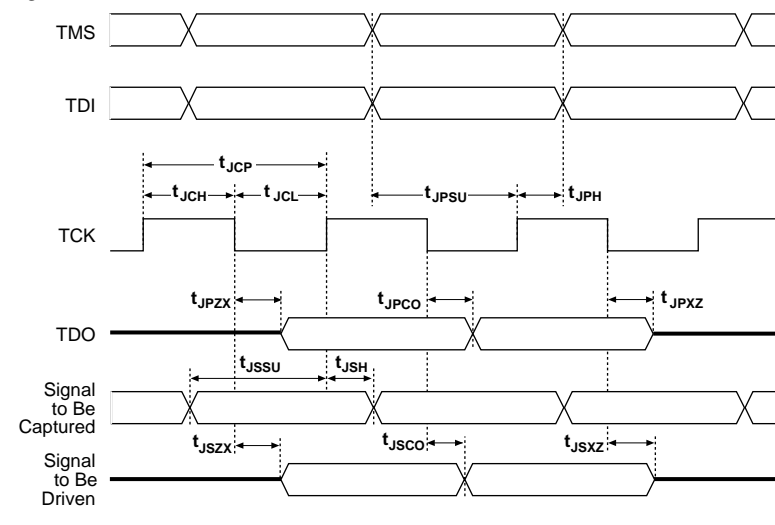 TMS
TDI
tJCP
tJCH
tJCL
tJPSU
tJPH
TCK
tJPZX
tJPCO
tJPXZ
TDO
tJSSU
tJSH
Signal
to Be
Captured
tJSZX
tJSCO
tJSXZ
Signal
to Be
Driven